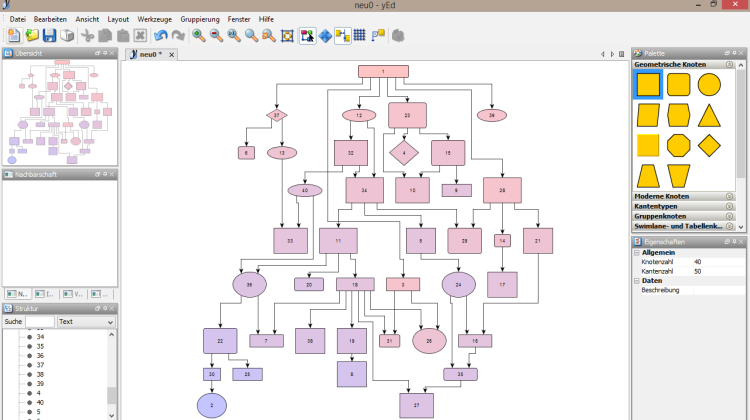 neu0 - yEd
Datei Bearbeiten Ansicht Layout Werkzeuge Gruppierung Fenster Hilfe
Übersicht
neu0 *
Palette
Geometrische Knoten
Moderne Knoten
Kantentypen
Gruppenknoten
Swimlane- und Tabellenk...
Nachbarschaft
N...
I...
V...
...
Struktur
Suche Text
34
35
36
37
38
39
4
40
5
Eigenschaften
Allgemein
Knotenzahl 40
Kantenzahl 50
Daten
Beschreibung
1
37 12 23 39
6 13 32 4 15
40 34 10 9 26
33 11 5 14 21
36 20 18 3 24 17
22 7 38 19 31 16
30 25 8
2 27